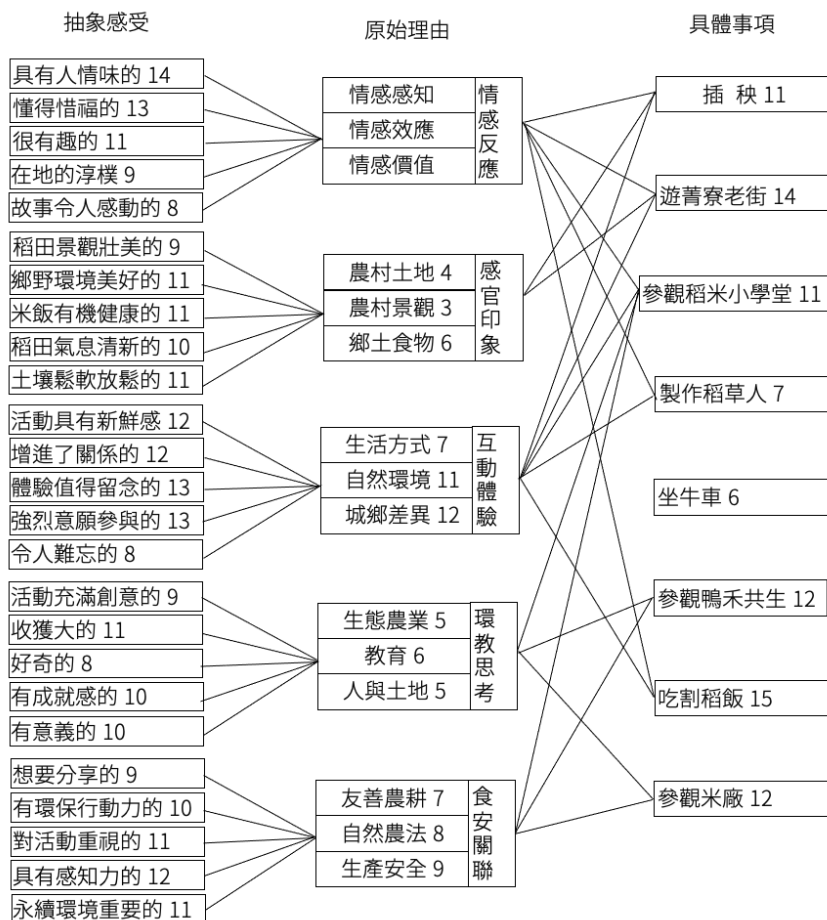 抽象感受
具有人情味的 14
懂得惜福的 13
很有趣的 11
在地的淳樸 9
故事令人感動的 8
稻田景觀壯美的 9
鄉野環境美好的 11
米飯有機健康的 11
稻田氣息清新的 10
土壤鬆軟放鬆的 11
活動具有新鮮感 12
增進了關係的 12
體驗值得留念的 13
強烈意願參與的 13
令人難忘的 8
活動充滿創意的 9
收獲大的 11
好奇的 8
有成就感的 10
有意義的 10
想要分享的 9
有環保行動力的 10
對活動重視的 11
具有感知力的 12
永續環境重要的 11
原始理由
情感感知
情感效應
情感價值
情感反應
農村土地 4
農村景觀 3
鄉土食物 6
感官印象
生活方式 7
自然環境 11
城鄉差異 12
互動體驗
生態農業 5
教育 6
人與土地 5
環教思考
友善農耕 7
自然農法 8
生產安全 9
食安關聯
具體事項
插 秧 11
遊菁寮老街 14
參觀稻米小學堂 11
製作稻草人 7
坐牛車 6
參觀鴨禾共生 12
吃割稻飯 15
參觀米廠 12